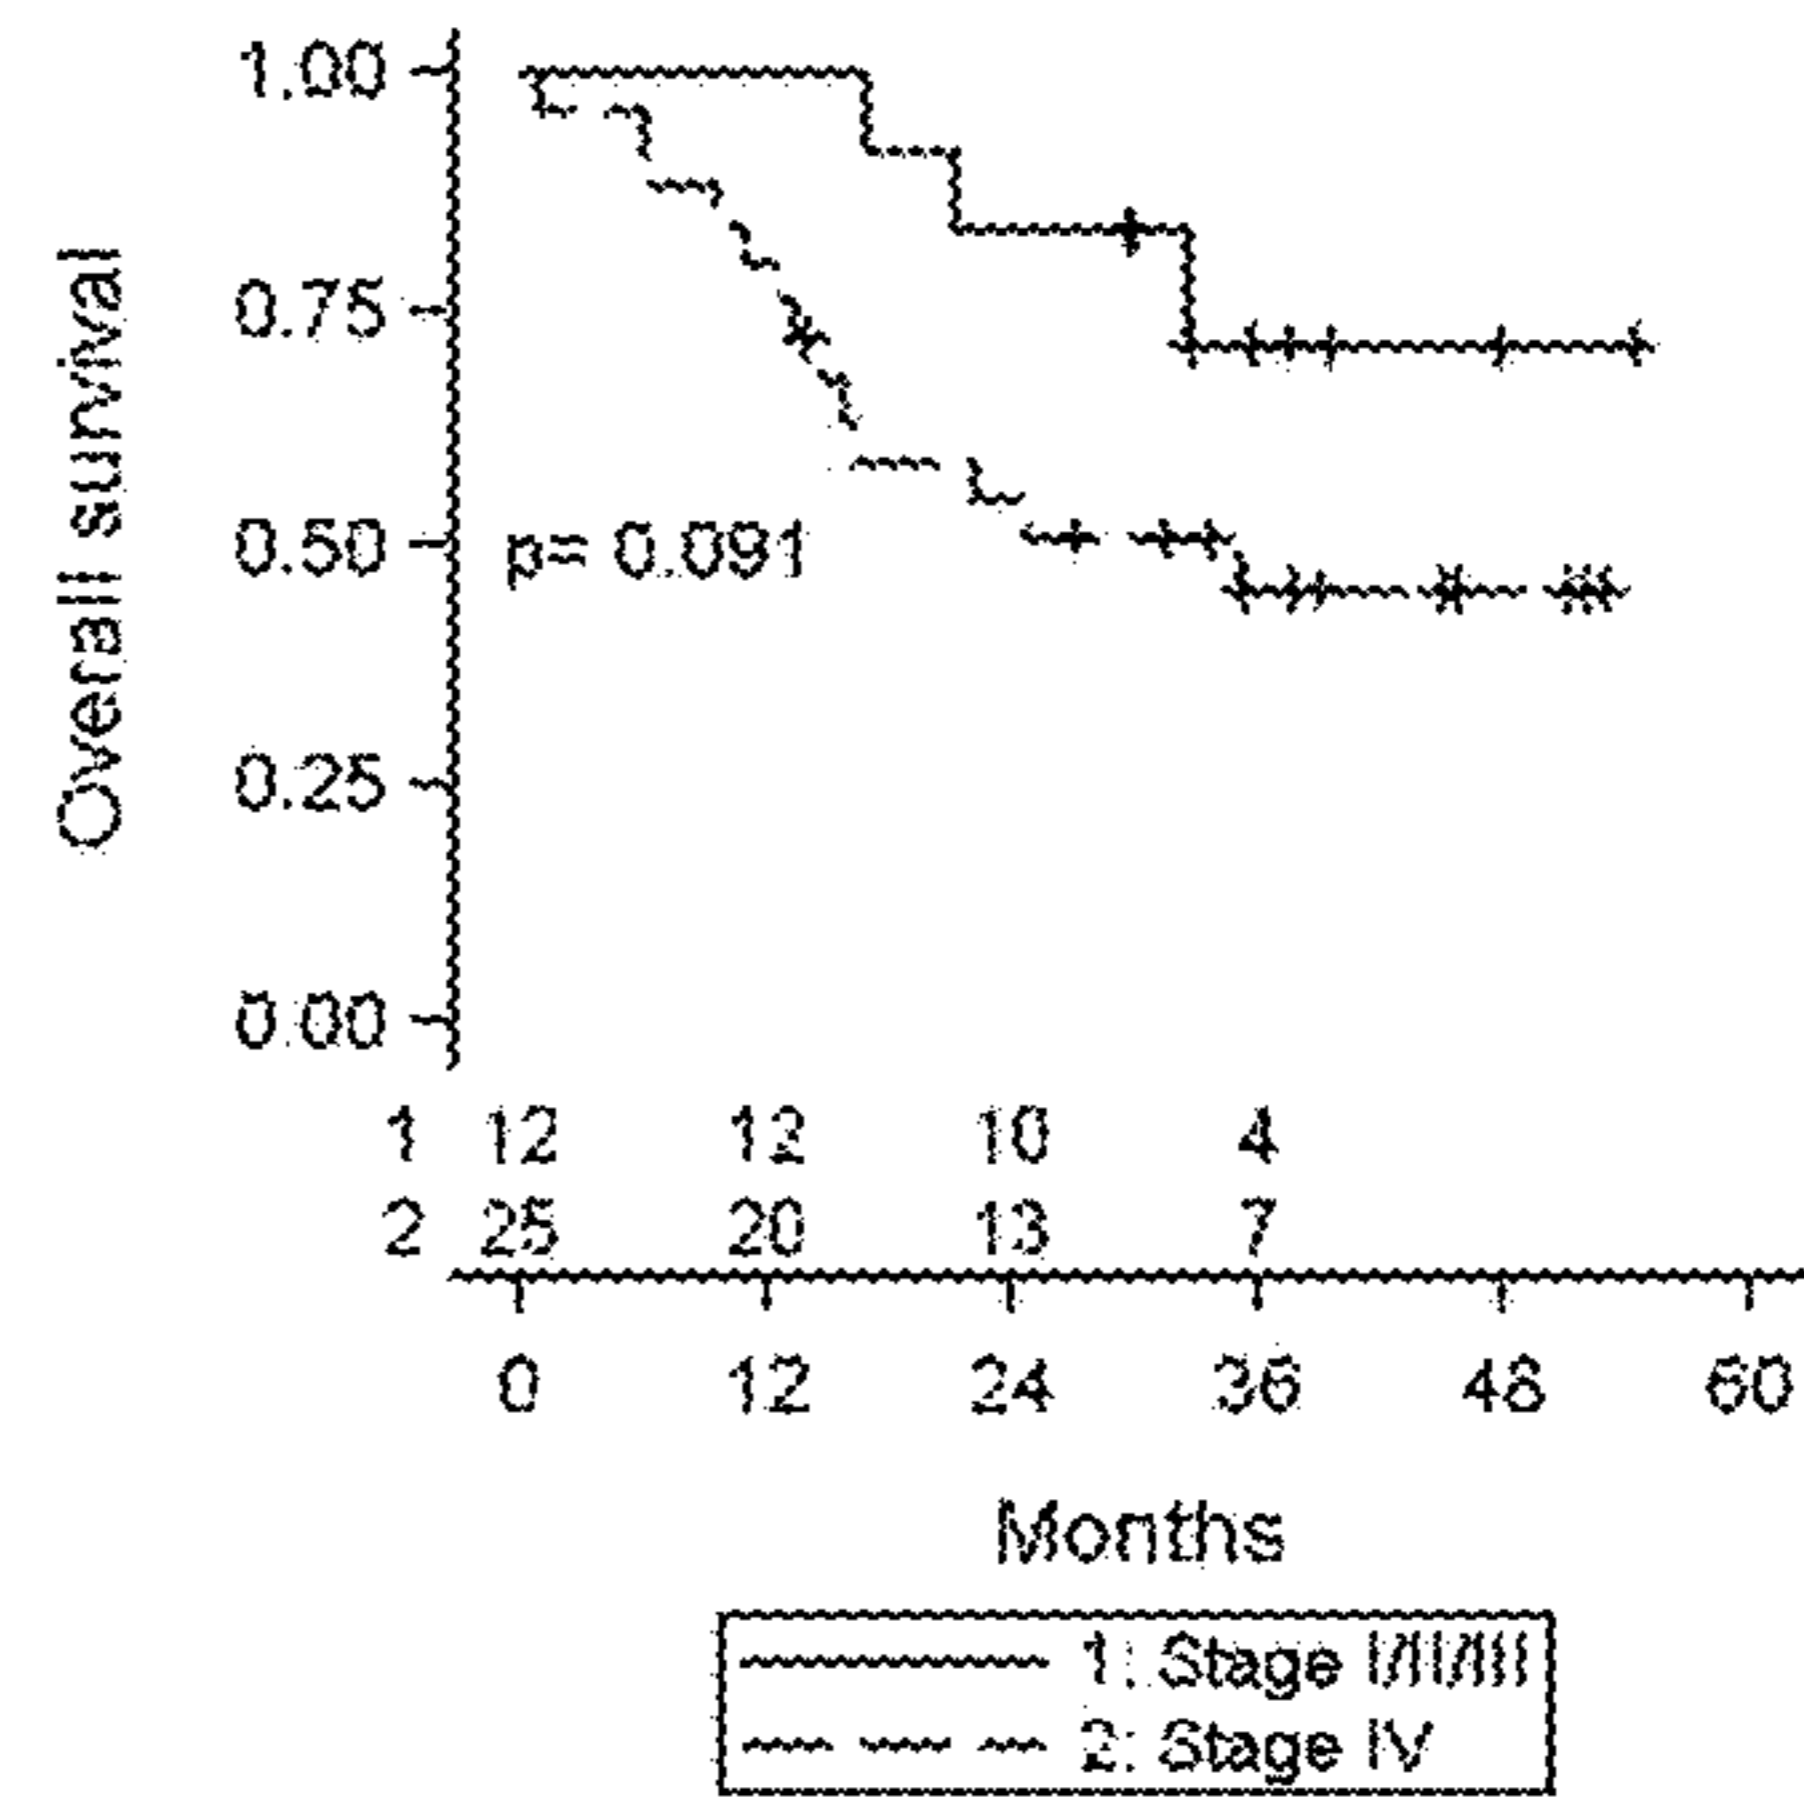 Overall survival
1.00
0.75
0.50
0.25
0.00
p= 0.091
1 12 12 10 4
2 25 20 13 7
0 12 24 36 48 60
Months
1: Stage I/II/III
2: Stage IV